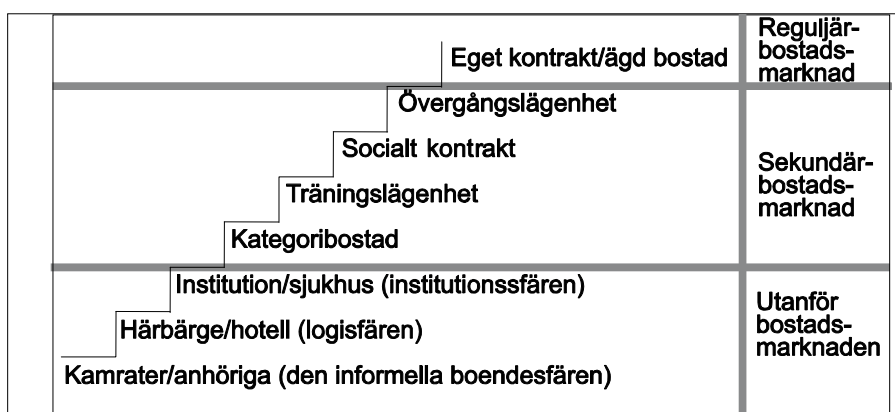 Eget kontrakt/ägd bostad
Reguljär-
bostads-
marknad
Övergångslägenhet
Socialt kontrakt
Träningslägenhet
Kategoribostad
Sekundär-
bostads-
marknad
Institution/sjukhus (institutionssfären)
Härbärge/hotell (logisfären)
Kamrater/anhöriga (den informella boendesfären)
Utanför
bostads-
marknaden